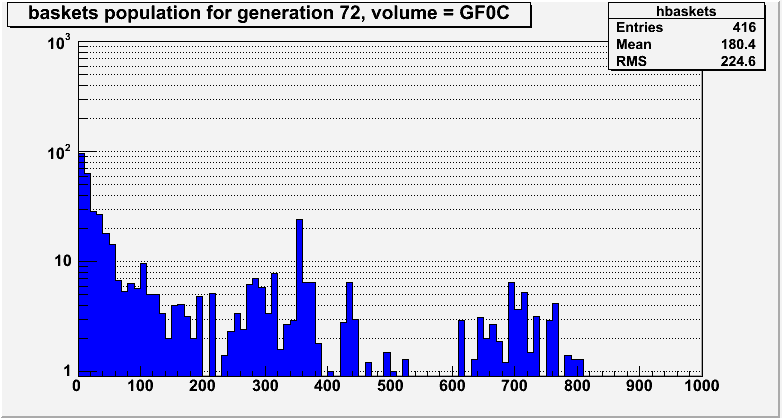 baskets population for generation 72, volume = GF0C
hbaskets
Entries 416
Mean 180.4
RMS 224.6
10³
10²
10
1
0 100 200 300 400 500 600 700 800 900 1000